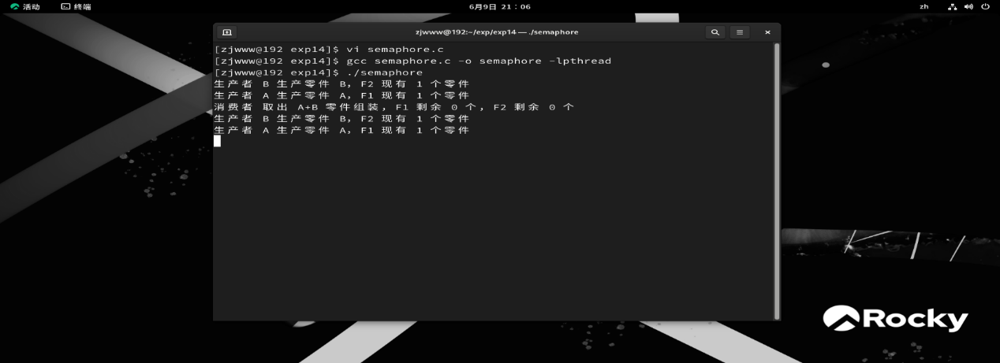 活动 终端 6月9日 21：06 zh
zjwww@192:~/exp/exp14 — ./semaphore
[zjwww@192 exp14]$ vi semaphore.c
[zjwww@192 exp14]$ gcc semaphore.c -o semaphore -lpthread
[zjwww@192 exp14]$ ./semaphore
生产者 B 生产零件 B，F2 现有 1 个零件
生产者 A 生产零件 A，F1 现有 1 个零件
消费者 取出 A+B 零件组装，F1 剩余 0 个，F2 剩余 0 个
生产者 B 生产零件 B，F2 现有 1 个零件
生产者 A 生产零件 A，F1 现有 1 个零件
Rocky